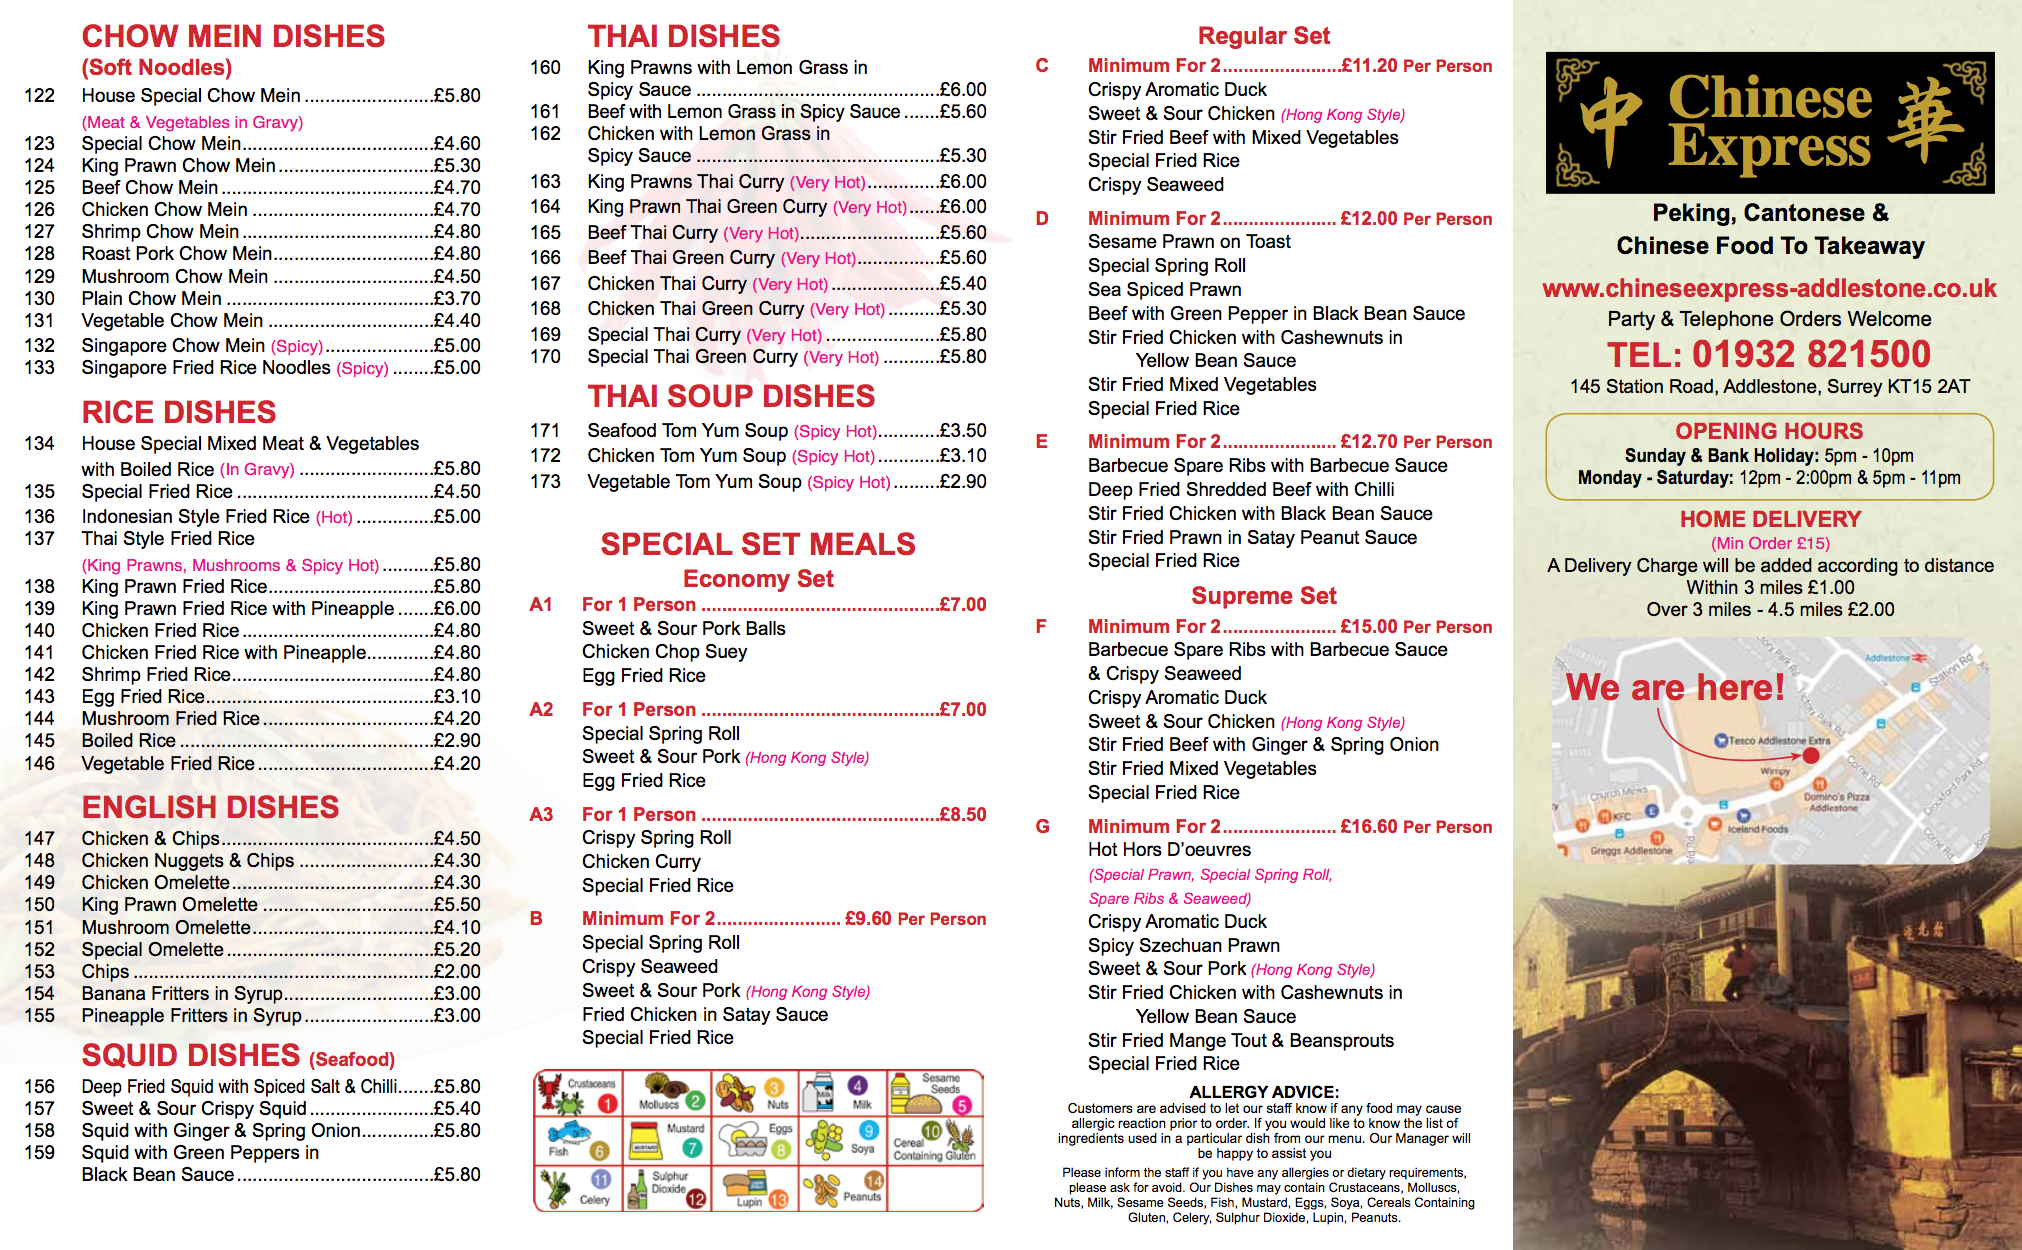 CHOW MEIN DISHES
(Soft Noodles)
122 House Special Chow Mein .........................£5.80
(Meat & Vegetables in Gravy)
123 Special Chow Mein.....................................£4.60
124 King Prawn Chow Mein..............................£5.30
125 Beef Chow Mein.........................................£4.70
126 Chicken Chow Mein ...................................£4.70
127 Shrimp Chow Mein.....................................£4.80
128 Roast Pork Chow Mein...............................£4.80
129 Mushroom Chow Mein ...............................£4.50
130 Plain Chow Mein ........................................£3.70
131 Vegetable Chow Mein ................................£4.40
132 Singapore Chow Mein (Spicy).....................£5.00
133 Singapore Fried Rice Noodles (Spicy) ........£5.00
RICE DISHES
134 House Special Mixed Meat & Vegetables
with Boiled Rice (In Gravy) ..........................£5.80
135 Special Fried Rice ......................................£4.50
136 Indonesian Style Fried Rice (Hot) ...............£5.00
137 Thai Style Fried Rice
(King Prawns, Mushrooms & Spicy Hot)..........£5.80
138 King Prawn Fried Rice................................£5.80
139 King Prawn Fried Rice with Pineapple .......£6.00
140 Chicken Fried Rice .....................................£4.80
141 Chicken Fried Rice with Pineapple.............£4.80
142 Shrimp Fried Rice.......................................£4.80
143 Egg Fried Rice............................................£3.10
144 Mushroom Fried Rice.................................£4.20
145 Boiled Rice .................................................£2.90
146 Vegetable Fried Rice..................................£4.20
ENGLISH DISHES
147 Chicken & Chips.........................................£4.50
148 Chicken Nuggets & Chips ..........................£4.30
149 Chicken Omelette.......................................£4.30
150 King Prawn Omelette .................................£5.50
151 Mushroom Omelette...................................£4.10
152 Special Omelette........................................£5.20
153 Chips ..........................................................£2.00
154 Banana Fritters in Syrup.............................£3.00
155 Pineapple Fritters in Syrup.........................£3.00
SQUID DISHES (Seafood)
156 Deep Fried Squid with Spiced Salt & Chilli.......£5.80
157 Sweet & Sour Crispy Squid ........................£5.40
158 Squid with Ginger & Spring Onion..............£5.80
159 Squid with Green Peppers in
Black Bean Sauce......................................£5.80
THAI DISHES
160 King Prawns with Lemon Grass in
Spicy Sauce ...............................................£6.00
161 Beef with Lemon Grass in Spicy Sauce.......£5.60
162 Chicken with Lemon Grass in
Spicy Sauce ...............................................£5.30
163 King Prawns Thai Curry (Very Hot)..............£6.00
164 King Prawn Thai Green Curry (Very Hot)......£6.00
165 Beef Thai Curry (Very Hot)...........................£5.60
166 Beef Thai Green Curry (Very Hot)................£5.60
167 Chicken Thai Curry (Very Hot).....................£5.40
168 Chicken Thai Green Curry (Very Hot)..........£5.30
169 Special Thai Curry (Very Hot) ......................£5.80
170 Special Thai Green Curry (Very Hot) ...........£5.80
THAI SOUP DISHES
171 Seafood Tom Yum Soup (Spicy Hot)............£3.50
172 Chicken Tom Yum Soup (Spicy Hot)............£3.10
173 Vegetable Tom Yum Soup (Spicy Hot).........£2.90
SPECIAL SET MEALS
Economy Set
A1 For 1 Person ..............................................£7.00
Sweet & Sour Pork Balls
Chicken Chop Suey
Egg Fried Rice
A2 For 1 Person ..............................................£7.00
Special Spring Roll
Sweet & Sour Pork (Hong Kong Style)
Egg Fried Rice
A3 For 1 Person ..............................................£8.50
Crispy Spring Roll
Chicken Curry
Special Fried Rice
B Minimum For 2........................ £9.60 Per Person
Special Spring Roll
Crispy Seaweed
Sweet & Sour Pork (Hong Kong Style)
Fried Chicken in Satay Sauce
Special Fried Rice
Crustaceans 1
Molluscs 2
Nuts 3
Milk 4
Sesame Seeds 5
Fish 6
Mustard 7
Eggs 8
Soya 9
Cereal Containing Gluten 10
Celery 11
Sulphur Dioxide 12
Lupin 13
Peanuts 14
Regular Set
C Minimum For 2.......................£11.20 Per Person
Crispy Aromatic Duck
Sweet & Sour Chicken (Hong Kong Style)
Stir Fried Beef with Mixed Vegetables
Special Fried Rice
Crispy Seaweed
D Minimum For 2...................... £12.00 Per Person
Sesame Prawn on Toast
Special Spring Roll
Sea Spiced Prawn
Beef with Green Pepper in Black Bean Sauce
Stir Fried Chicken with Cashewnuts in
Yellow Bean Sauce
Stir Fried Mixed Vegetables
Special Fried Rice
E Minimum For 2...................... £12.70 Per Person
Barbecue Spare Ribs with Barbecue Sauce
Deep Fried Shredded Beef with Chilli
Stir Fried Chicken with Black Bean Sauce
Stir Fried Prawn in Satay Peanut Sauce
Special Fried Rice
Supreme Set
F Minimum For 2...................... £15.00 Per Person
Barbecue Spare Ribs with Barbecue Sauce
& Crispy Seaweed
Crispy Aromatic Duck
Sweet & Sour Chicken (Hong Kong Style)
Stir Fried Beef with Ginger & Spring Onion
Stir Fried Mixed Vegetables
Special Fried Rice
G Minimum For 2...................... £16.60 Per Person
Hot Hors D'oeuvres
(Special Prawn, Special Spring Roll,
Spare Ribs & Seaweed)
Crispy Aromatic Duck
Spicy Szechuan Prawn
Sweet & Sour Pork (Hong Kong Style)
Stir Fried Chicken with Cashewnuts in
Yellow Bean Sauce
Stir Fried Mange Tout & Beansprouts
Special Fried Rice
ALLERGY ADVICE:
Customers are advised to let our staff know if any food may cause
allergic reaction prior to order. If you would like to know the list of
ingredients used in a particular dish from our menu. Our Manager will
be happy to assist you
Please inform the staff if you have any allergies or dietary requirements,
please ask for avoid. Our Dishes may contain Crustaceans, Molluscs,
Nuts, Milk, Sesame Seeds, Fish, Mustard, Eggs, Soya, Cereals Containing
Gluten, Celery, Sulphur Dioxide, Lupin, Peanuts.
中 Chinese Express 華
Peking, Cantonese &
Chinese Food To Takeaway
www.chineseexpress-addlestone.co.uk
Party & Telephone Orders Welcome
TEL: 01932 821500
145 Station Road, Addlestone, Surrey KT15 2AT
OPENING HOURS
Sunday & Bank Holiday: 5pm - 10pm
Monday - Saturday: 12pm - 2:00pm & 5pm - 11pm
HOME DELIVERY
(Min Order £15)
A Delivery Charge will be added according to distance
Within 3 miles £1.00
Over 3 miles - 4.5 miles £2.00
Addlestone
Station Rd
We are here!
Tesco Addlestone Extra
Wimpy
Corrie Rd
Crockford Park Rd
Church Mews
Domino's Pizza
Addlestone
KFC
Iceland Foods
Corrie Rd
Greggs Addlestone